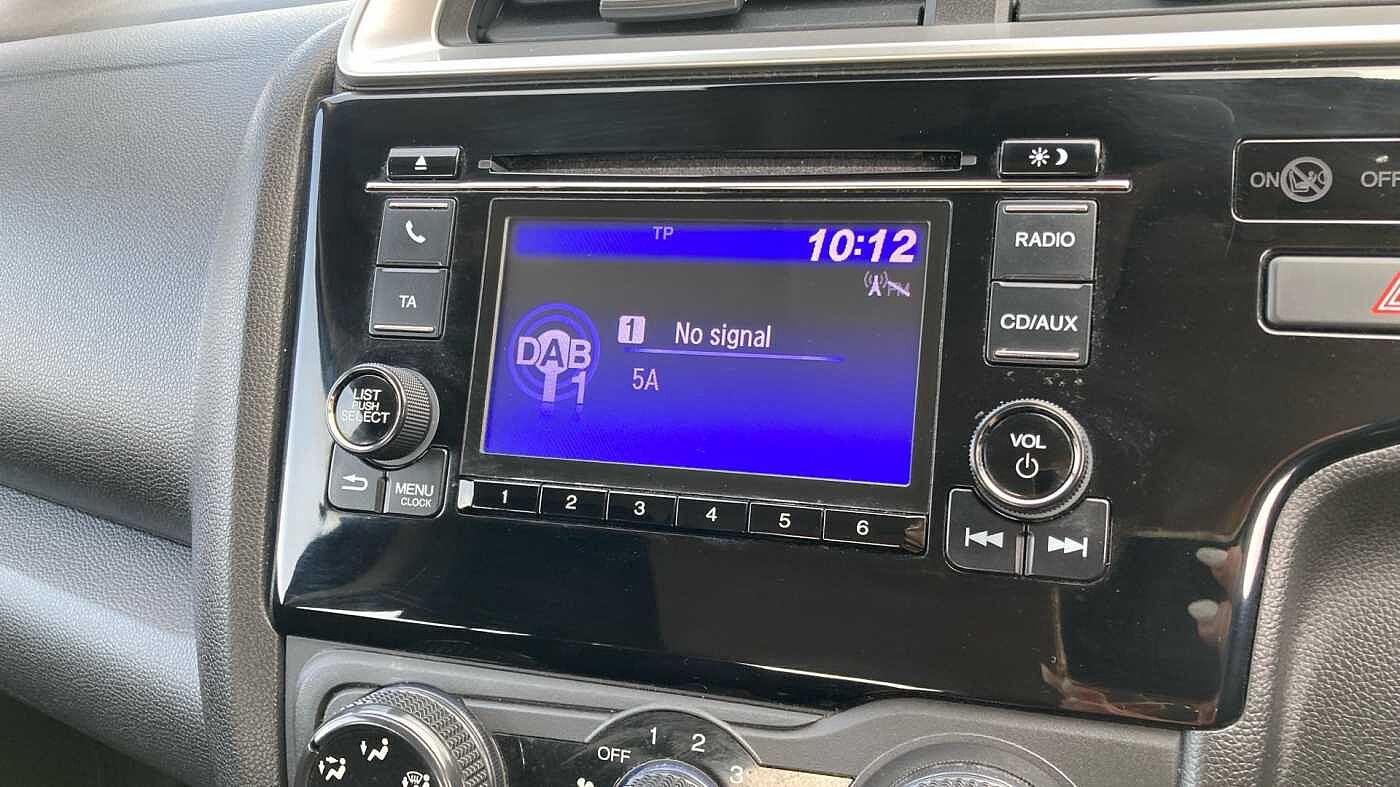 TP
10:12
FM
DAB
1
1
No signal
5A
TA
LIST
PUSH
SELECT
MENU
CLOCK
1
2
3
4
5
6
RADIO
CD/AUX
VOL
ON
OFF
OFF
1
2
3